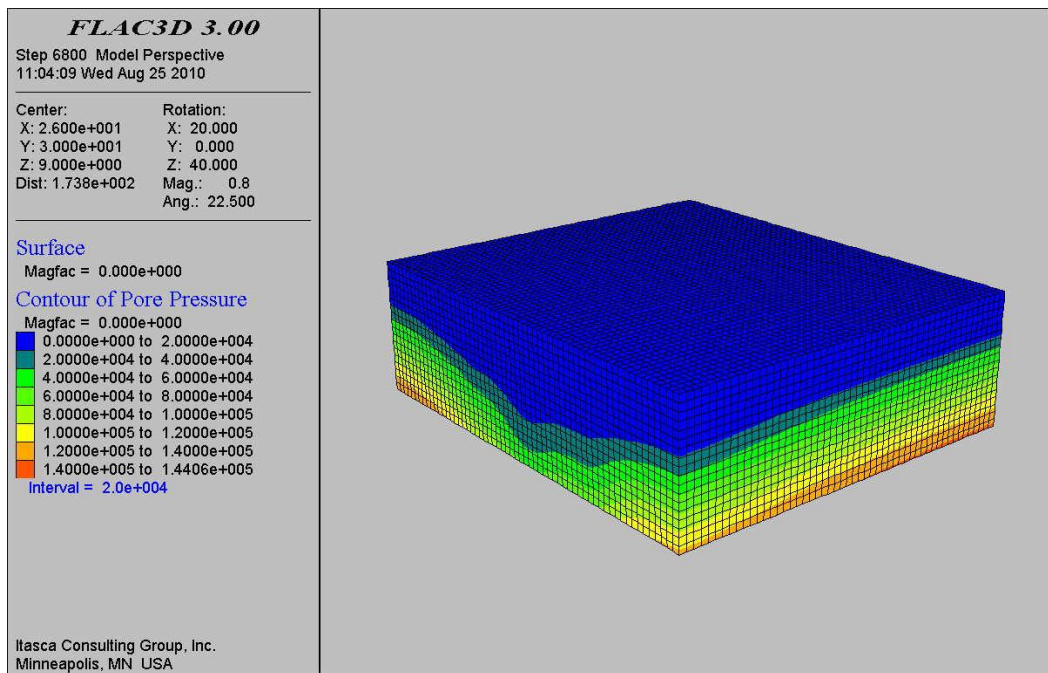 FLAC3D 3.00
Step 6800  Model Perspective
11:04:09 Wed Aug 25 2010
Center: Rotation:
X: 2.600e+001 X: 20.000
Y: 3.000e+001 Y: 0.000
Z: 9.000e+000 Z: 40.000
Dist: 1.738e+002 Mag.: 0.8
Ang.: 22.500
Surface
Magfac = 0.000e+000
Contour of Pore Pressure
Magfac = 0.000e+000
0.0000e+000 to 2.0000e+004
2.0000e+004 to 4.0000e+004
4.0000e+004 to 6.0000e+004
6.0000e+004 to 8.0000e+004
8.0000e+004 to 1.0000e+005
1.0000e+005 to 1.2000e+005
1.2000e+005 to 1.4000e+005
1.4000e+005 to 1.4406e+005
Interval = 2.0e+004
Itasca Consulting Group, Inc.
Minneapolis, MN USA